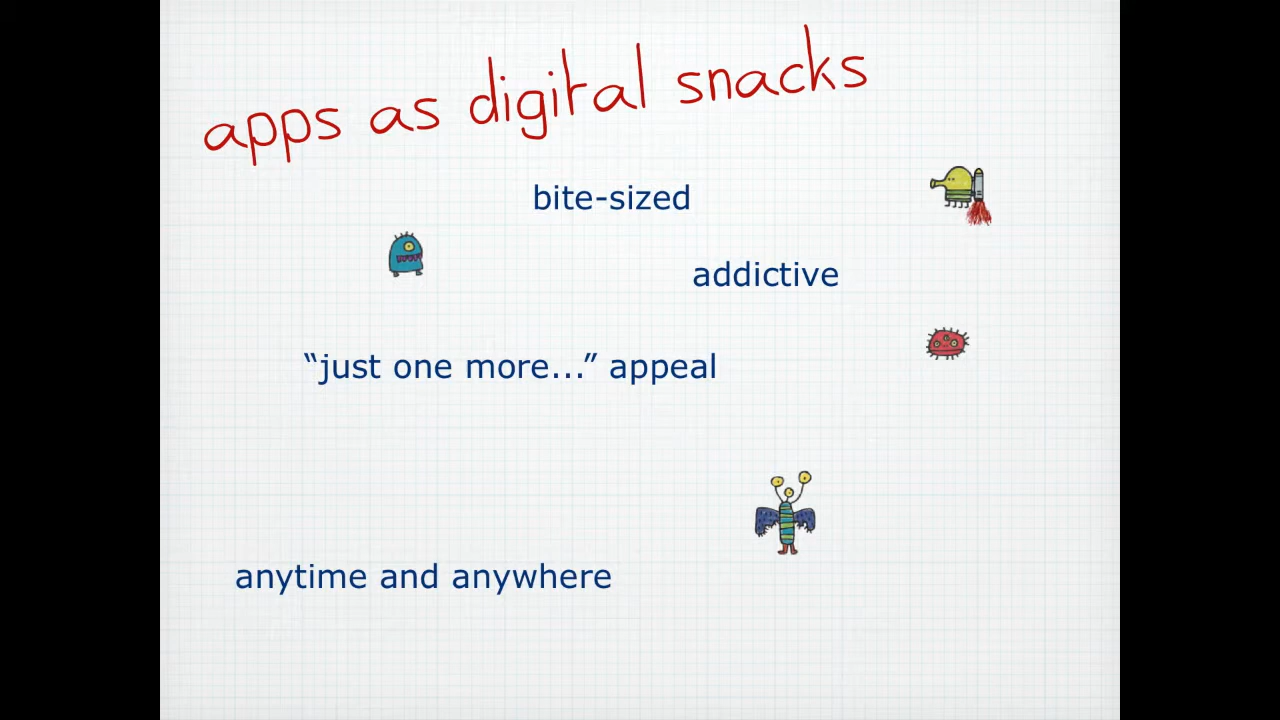 apps as digital snacks
bite-sized
addictive
“just one more...” appeal
anytime and anywhere